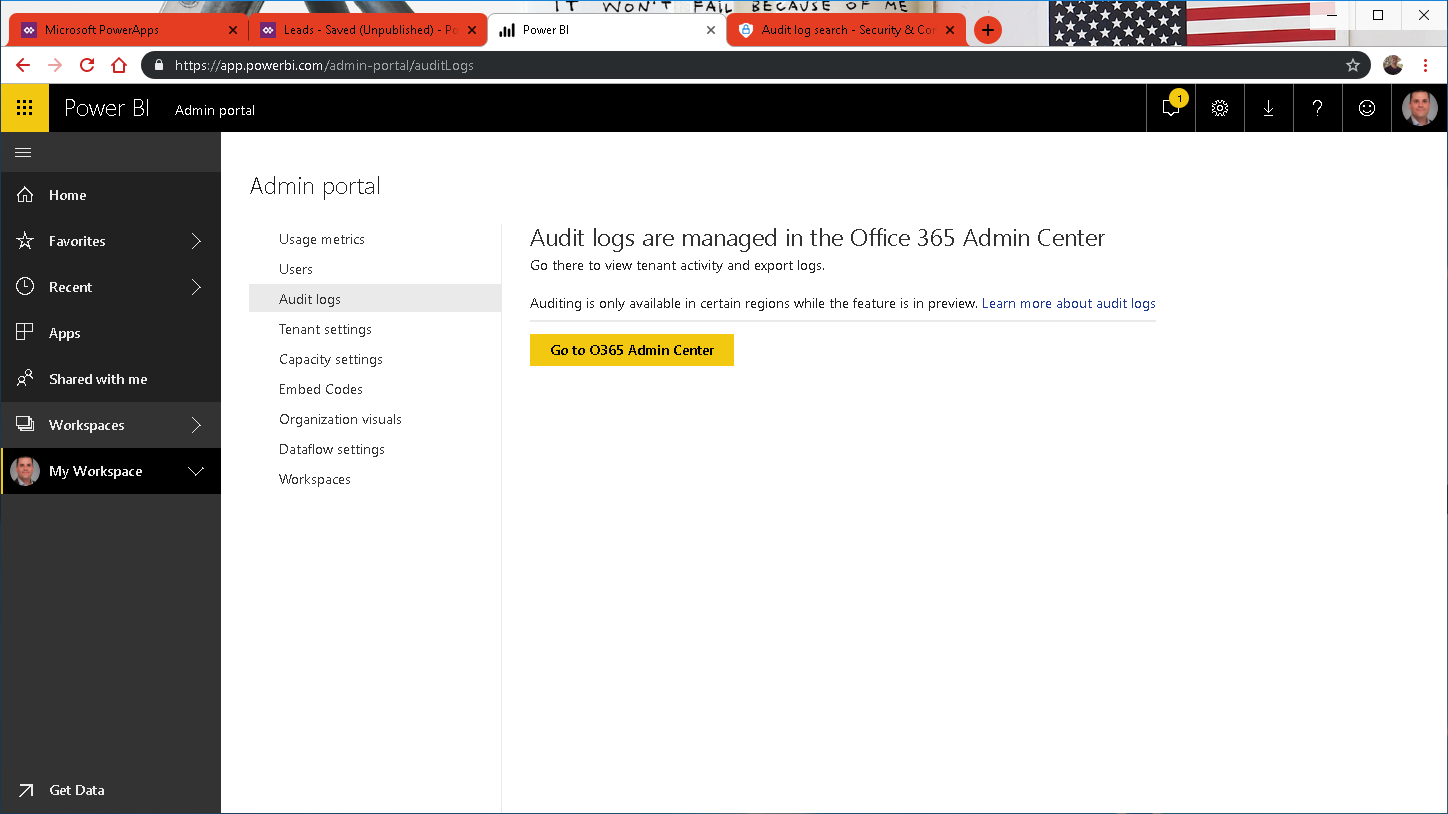 IT WON'T FAIL BECAUSE OF ME
Microsoft PowerApps
Leads - Saved (Unpublished) - Po
Power BI
Audit log search - Security & Cor
https://app.powerbi.com/admin-portal/auditLogs
Power BI
Admin portal
1
Home
Favorites
Recent
Apps
Shared with me
Workspaces
My Workspace
Get Data
Admin portal
Usage metrics
Users
Audit logs
Tenant settings
Capacity settings
Embed Codes
Organization visuals
Dataflow settings
Workspaces
Audit logs are managed in the Office 365 Admin Center
Go there to view tenant activity and export logs.
Auditing is only available in certain regions while the feature is in preview. Learn more about audit logs
Go to O365 Admin Center